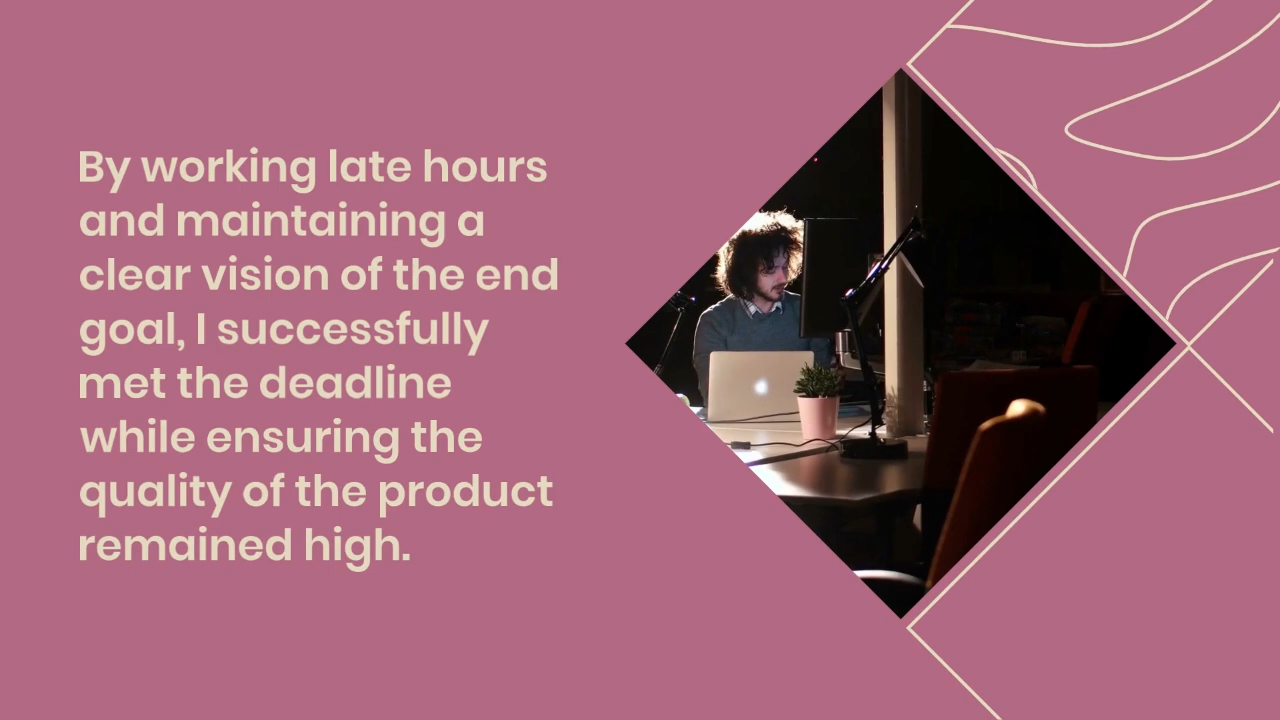 By working late hours
and maintaining a
clear vision of the end
goal, I successfully
met the deadline
while ensuring the
quality of the product
remained high.